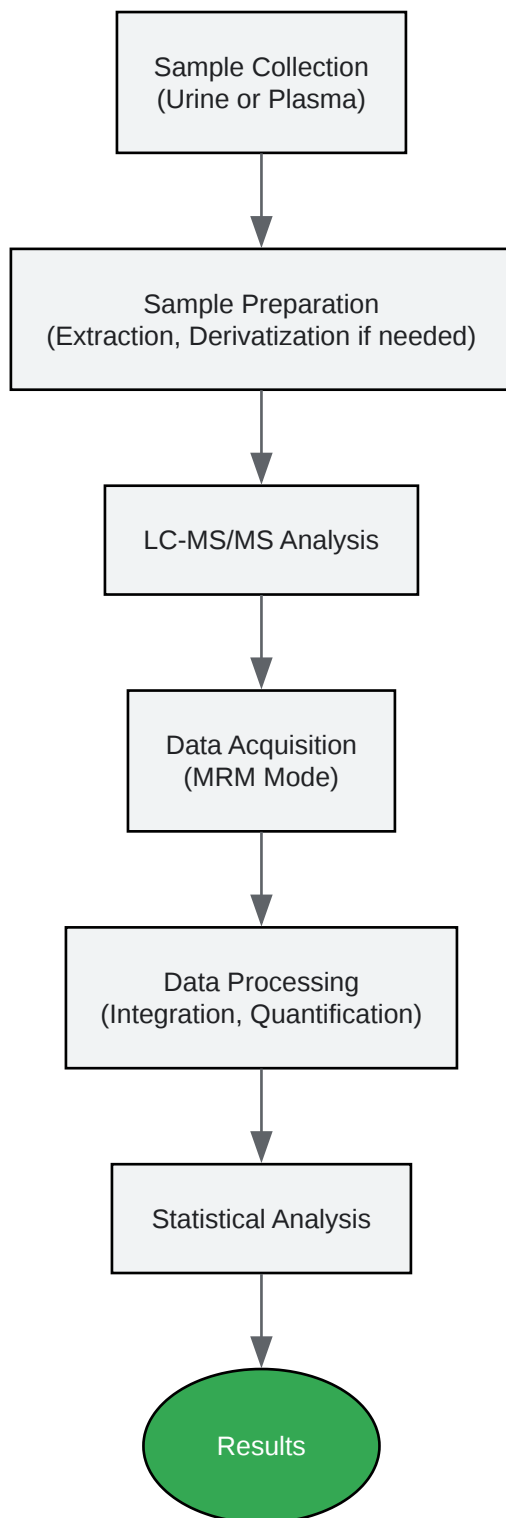 Sample Collection
(Urine or Plasma)
Sample Preparation
(Extraction, Derivatization if needed)
LC-MS/MS Analysis
Data Acquisition
(MRM Mode)
Data Processing
(Integration, Quantification)
Statistical Analysis
Results